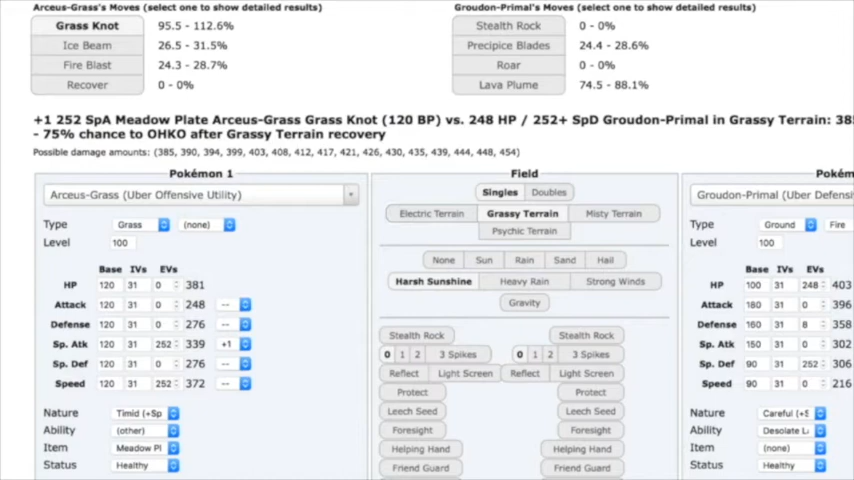 Arceus-Grass's Moves (select one to show detailed results)
Grass Knot 95.5 - 112.6%
Ice Beam 26.5 - 31.5%
Fire Blast 24.3 - 28.7%
Recover 0 - 0%
Groudon-Primal's Moves (select one to show detailed results)
Stealth Rock 0 - 0%
Precipice Blades 24.4 - 28.6%
Roar 0 - 0%
Lava Plume 74.5 - 88.1%
+1 252 SpA Meadow Plate Arceus-Grass Grass Knot (120 BP) vs. 248 HP / 252+ SpD Groudon-Primal in Grassy Terrain: 38
- 75% chance to OHKO after Grassy Terrain recovery
Possible damage amounts: (385, 390, 394, 399, 403, 408, 412, 417, 421, 426, 430, 435, 439, 444, 448, 454)
Pokémon 1
Arceus-Grass (Uber Offensive Utility)
Type Grass (none)
Level 100
Base IVs EVs
HP 120 31 0 381
Attack 120 31 0 248 --
Defense 120 31 0 276 --
Sp. Atk 120 31 252 339 +1
Sp. Def 120 31 0 276 --
Speed 120 31 252 372 --
Nature Timid (+Sp
Ability (other)
Item Meadow Pl
Status Healthy
Field
Singles Doubles
Electric Terrain Grassy Terrain Misty Terrain
Psychic Terrain
None Sun Rain Sand Hail
Harsh Sunshine Heavy Rain Strong Winds
Gravity
Stealth Rock Stealth Rock
0 1 2 3 Spikes 0 1 2 3 Spikes
Reflect Light Screen Reflect Light Screen
Protect Protect
Leech Seed Leech Seed
Foresight Foresight
Helping Hand Helping Hand
Friend Guard Friend Guard
Pokém
Groudon-Primal (Uber Defensi
Type Ground Fire
Level 100
Base IVs EVs
HP 100 31 248 403
Attack 180 31 0 396
Defense 160 31 8 358
Sp. Atk 150 31 0 302
Sp. Def 90 31 252 306
Speed 90 31 0 216
Nature Careful (+S
Ability Desolate L
Item (none)
Status Healthy